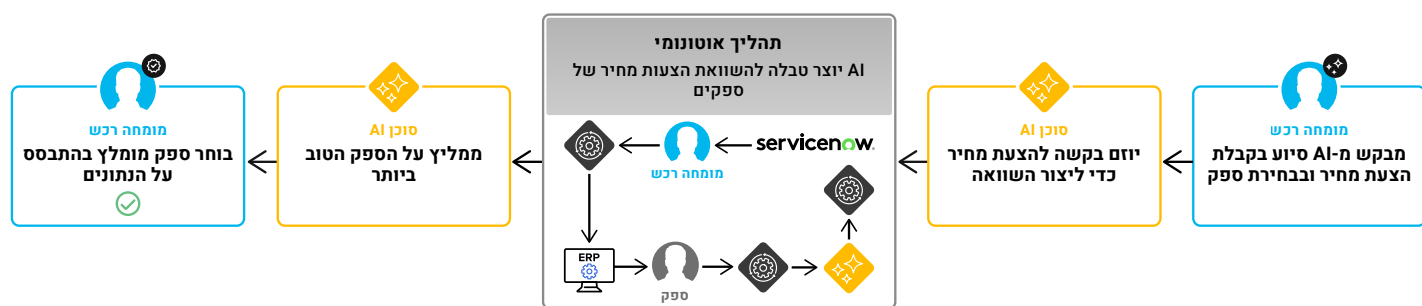 מומחה רכש
מבקש מ-AI סיוע בקבלת
הצעת מחיר ובבחירת ספק
סוכן AI
יוזם בקשה להצעת מחיר
כדי ליצור השוואה
תהליך אוטונומי
AI יוצר טבלה להשוואת הצעות מחיר של
ספקים
servicenow
מומחה רכש
ERP
ספק
סוכן AI
ממליץ על הספק הטוב
ביותר
מומחה רכש
בוחר ספק מומלץ בהתבסס
על הנתונים